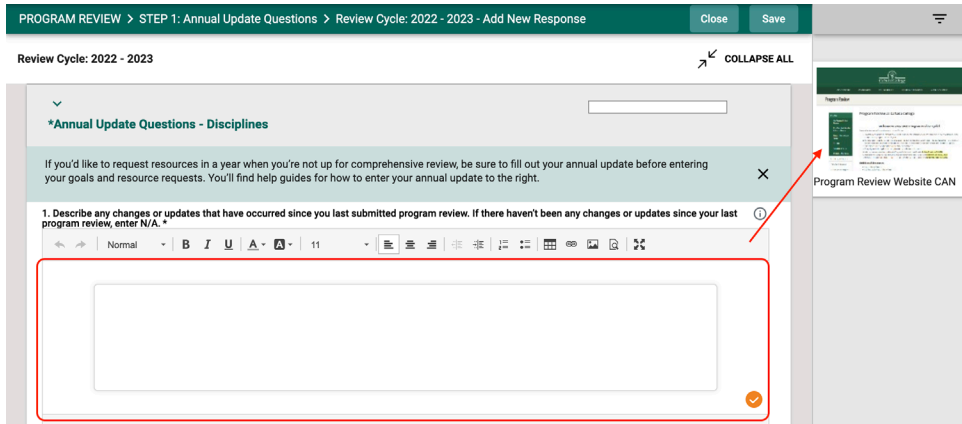 PROGRAM REVIEW > STEP 1: Annual Update Questions > Review Cycle: 2022 - 2023 - Add New Response
Close
Save
Review Cycle: 2022 - 2023
COLLAPSE ALL
*Annual Update Questions - Disciplines
If you'd like to request resources in a year when you're not up for comprehensive review, be sure to fill out your annual update before entering
your goals and resource requests. You'll find help guides for how to enter your annual update to the right.
1. Describe any changes or updates that have occurred since you last submitted program review. If there haven't been any changes or updates since your last
program review, enter N/A. *
Normal
B I U A A 11
Program Review
Program Review Website CAN